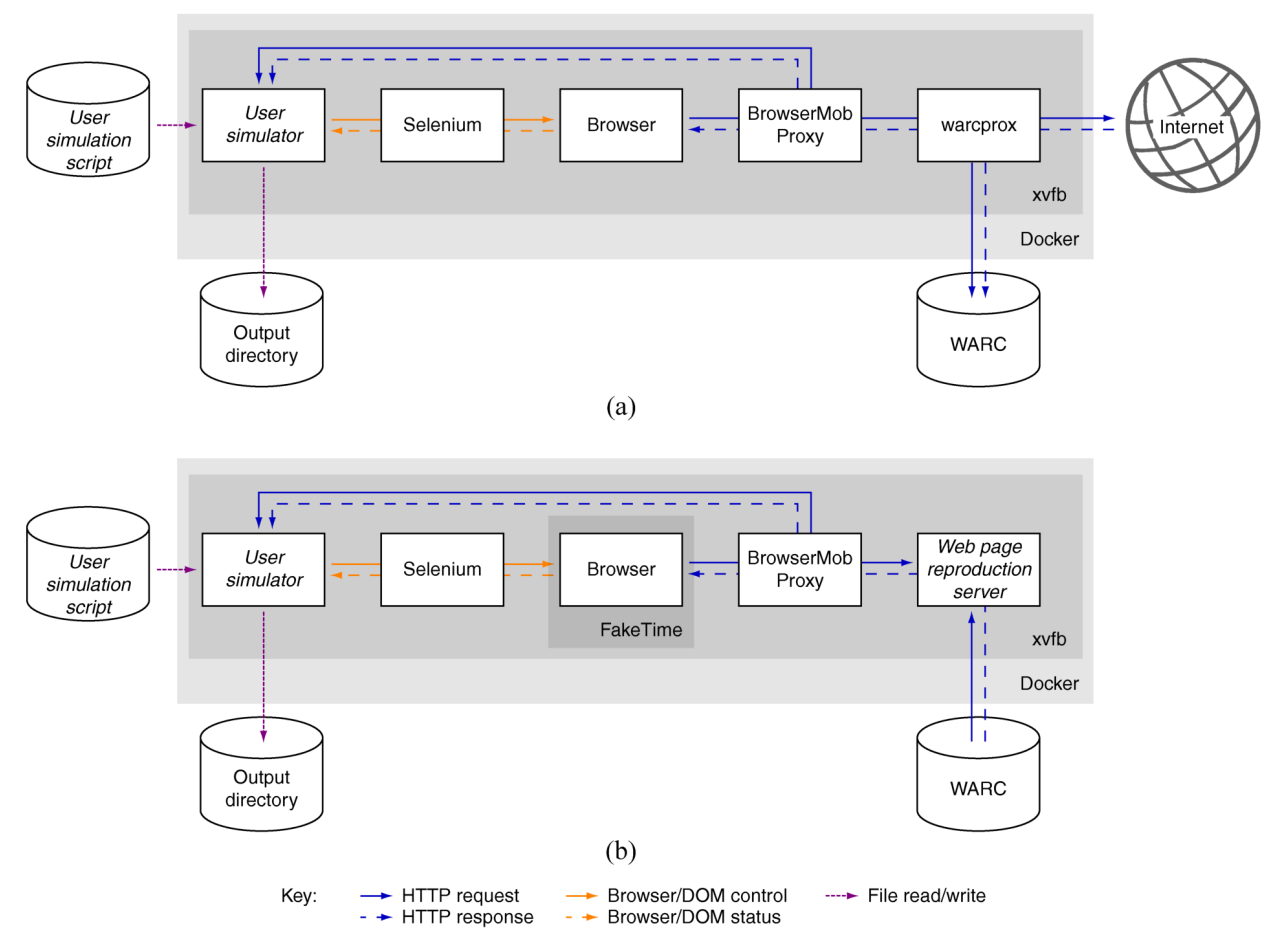 User
simulation
script
User
simulator
Selenium
Browser
BrowserMob
Proxy
warcprox
Internet
xvfb
Docker
Output
directory
WARC
(a)
User
simulation
script
User
simulator
Selenium
Browser
FakeTime
BrowserMob
Proxy
Web page
reproduction
server
xvfb
Docker
Output
directory
WARC
(b)
Key:
HTTP request
HTTP response
Browser/DOM control
Browser/DOM status
File read/write